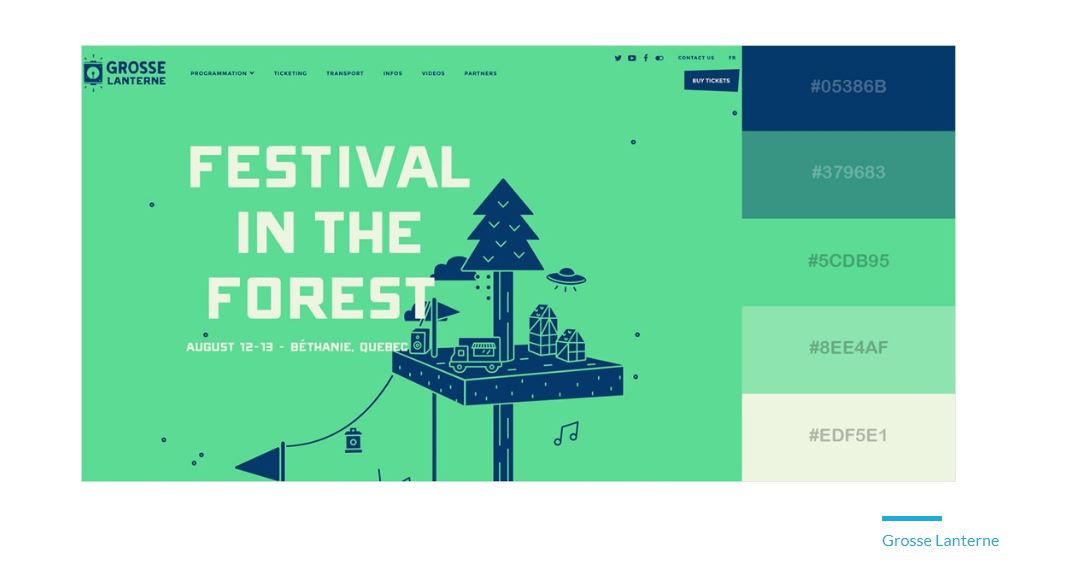 GROSSE
LANTERNE
PROGRAMMATION TICKETING TRANSPORT INFOS VIDEOS PARTNERS
CONTACT US FR
BUY TICKETS
FESTIVAL
IN THE
FOREST
AUGUST 12-13 - BÉTHANIE, QUEBEC
#05386B
#379683
#5CDB95
#8EE4AF
#EDF5E1
Grosse Lanterne